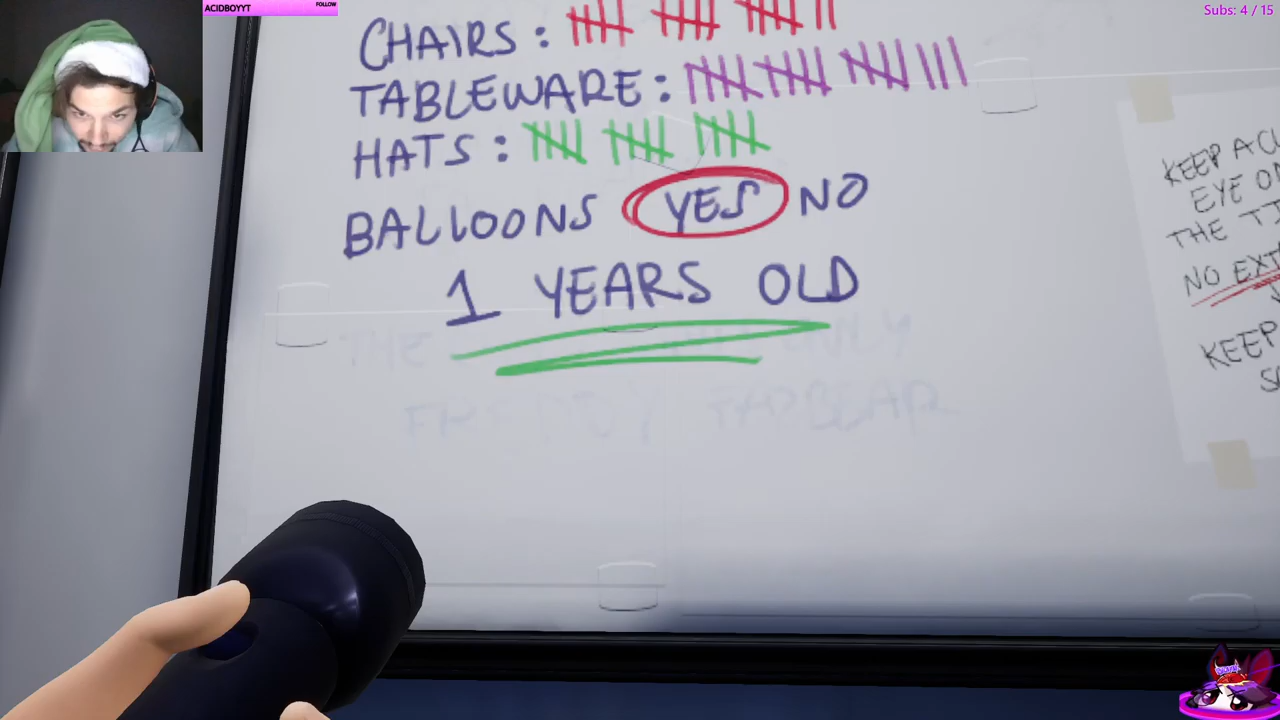 ACIDBOYYT
FOLLOW
Subs: 4 / 15
CHAIRS:
TABLEWARE:
HATS:
BALLOONS YES NO
1 YEARS OLD
THE
KEEP A
EYE
THE
NO
KEEP